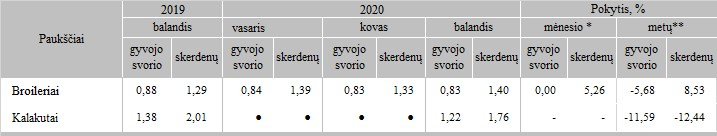 Paukščiai 2019 2020 Pokytis, %
balandis vasaris kovas balandis mėnesio * metų**
gyvojo svorio skerdenų gyvojo svorio skerdenų gyvojo svorio skerdenų gyvojo svorio skerdenų gyvojo svorio skerdenų gyvojo svorio skerdenų
Broileriai 0,88 1,29 0,84 1,39 0,83 1,33 0,83 1,40 0,00 5,26 -5,68 8,53
Kalakutai 1,38 2,01 ● ● ● ● 1,22 1,76 - - -11,59 -12,44